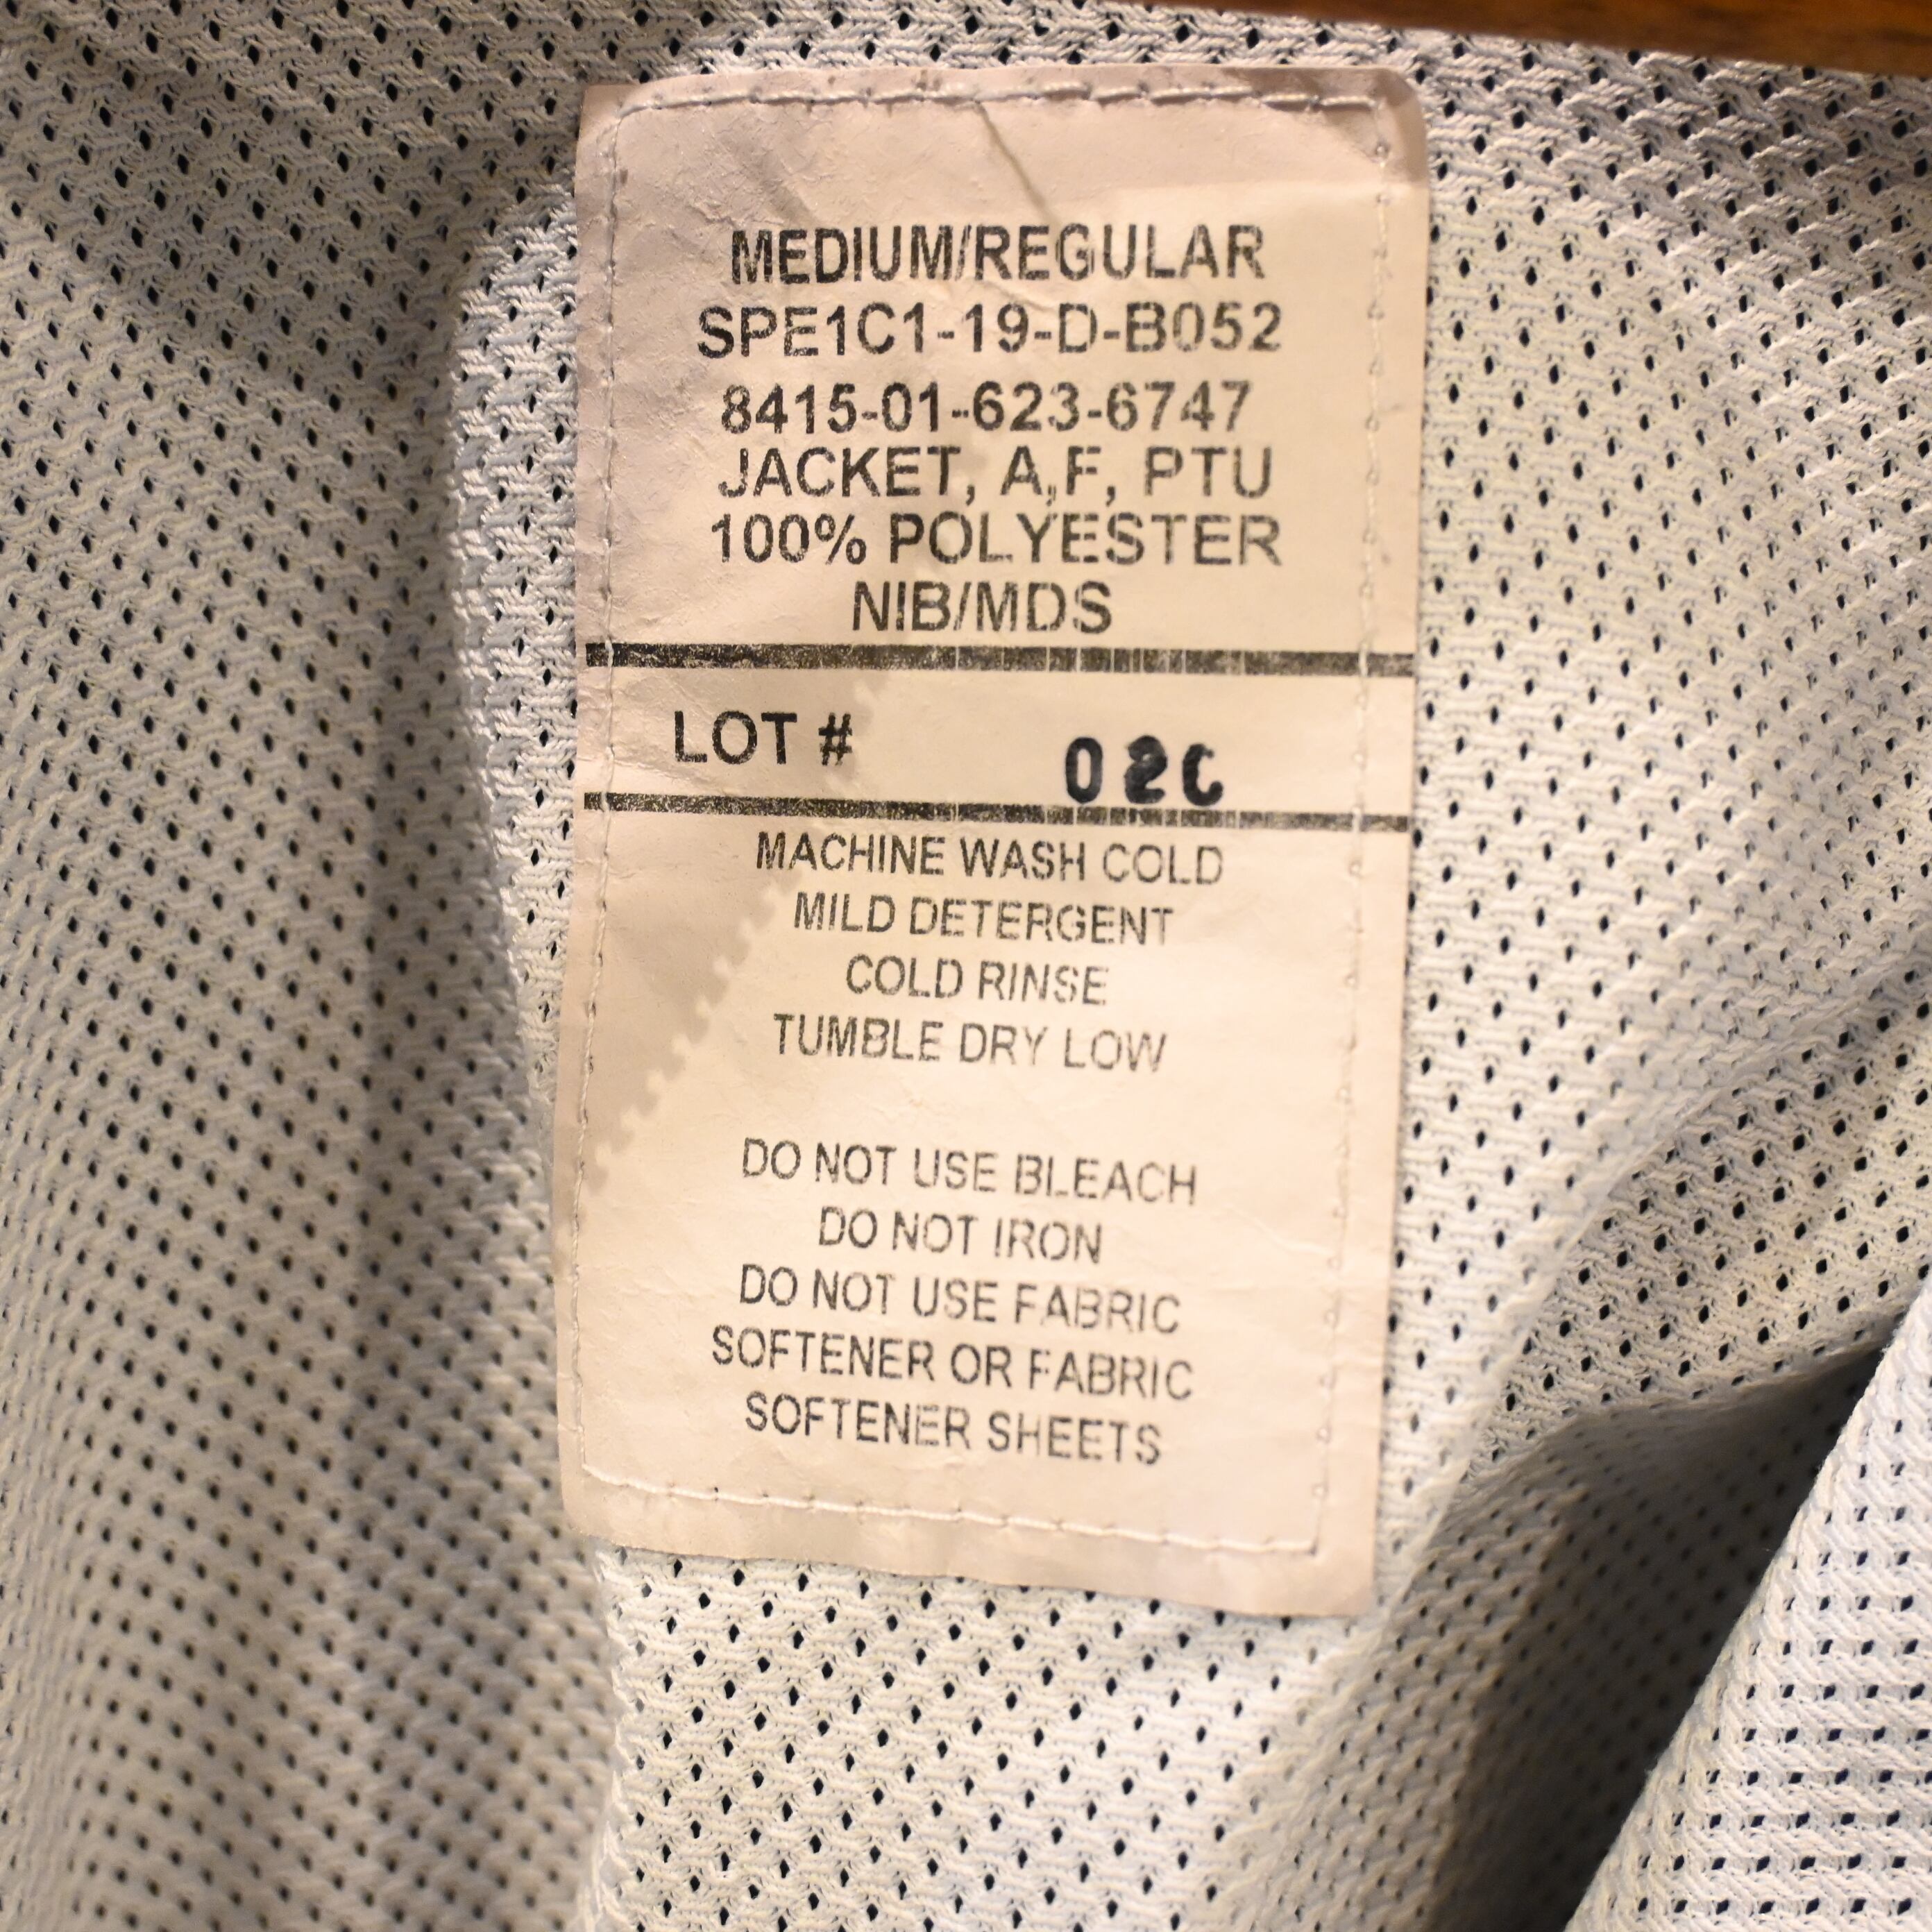 MEDIUM/REGULAR
SPE1C1-19-D-B052
8415-01-623-6747
JACKET, A,F, PTU
100% POLYESTER
NIB/MDS
LOT #
MACHINE WASH COLD
MILD DETERGENT
COLD RINSE
TUMBLE DRY LOW
DO NOT USE BLEACH
DO NOT IRON
DO NOT USE FABRIC
SOFTENER OR FABRIC
SOFTENER SHEETS